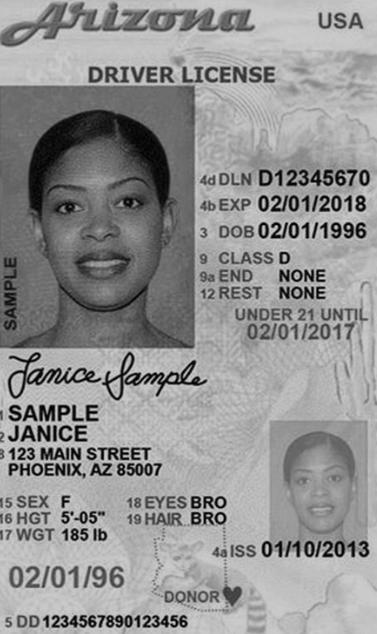 Arizona USA
DRIVER LICENSE
4d DLN D12345670
4b EXP 02/01/2018
3 DOB 02/01/1996
9 CLASS D
9a END NONE
12 REST NONE
UNDER 21 UNTIL
02/01/2017
SAMPLE
Janice Sample
1 SAMPLE
2 JANICE
8 123 MAIN STREET
PHOENIX, AZ 85007
15 SEX F 18 EYES BRO
16 HGT 5'-05" 19 HAIR BRO
17 WGT 185 lb
4a ISS 01/10/2013
02/01/96
DONOR
5 DD 1234567890123456